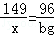 149/x = 96/bg